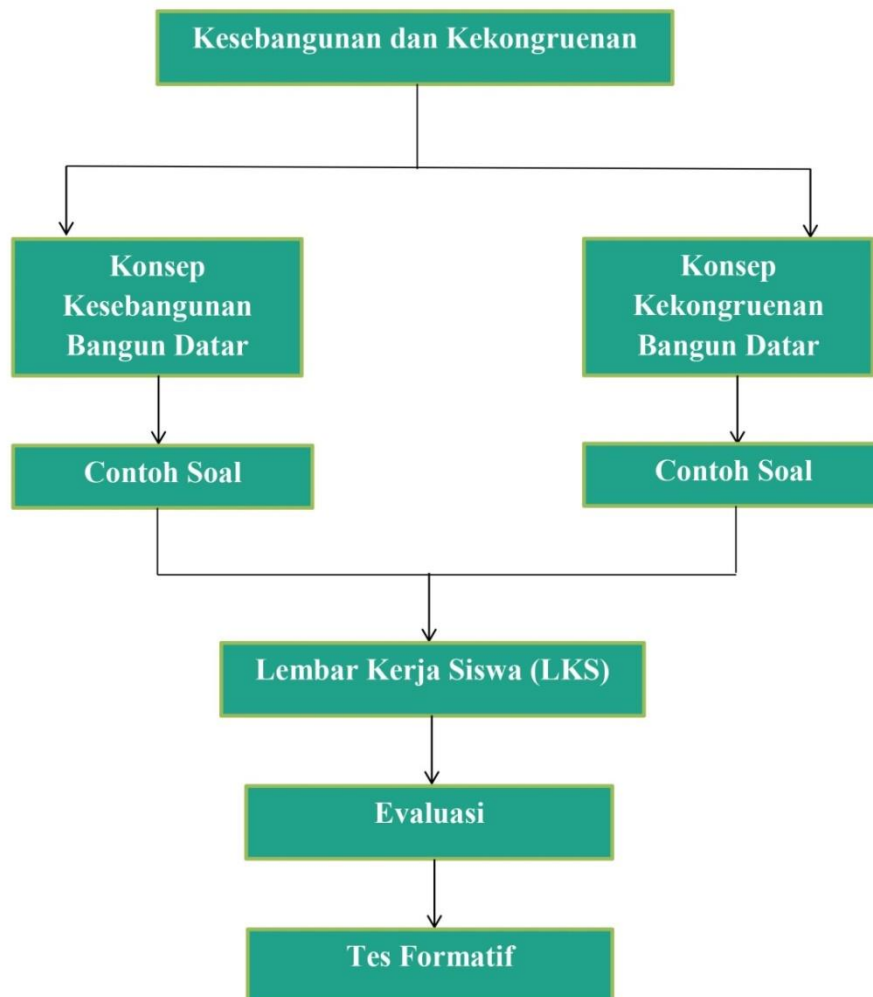 Kesebangunan dan Kekongruenan
Konsep
Kesebangunan
Bangun Datar
Konsep
Kekongruenan
Bangun Datar
Contoh Soal
Contoh Soal
Lembar Kerja Siswa (LKS)
Evaluasi
Tes Formatif